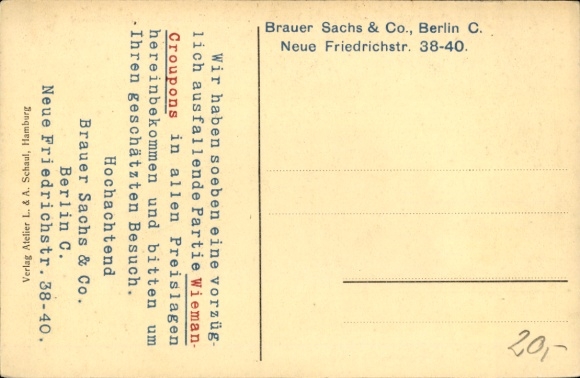 Brauer Sachs & Co., Berlin C.
Neue Friedrichstr. 38-40.
Wir haben soeben eine vorzüg-
lich ausfallende Partie Wieman-
Croupons in allen Preislagen
hereinbekommen und bitten um
Ihren geschätzten Besuch.
Hochachtend
Brauer Sachs & Co.
Berlin C.
Neue Friedrichstr. 38-40.
Verlag Atelier L. & A. Schaul, Hamburg
20,-